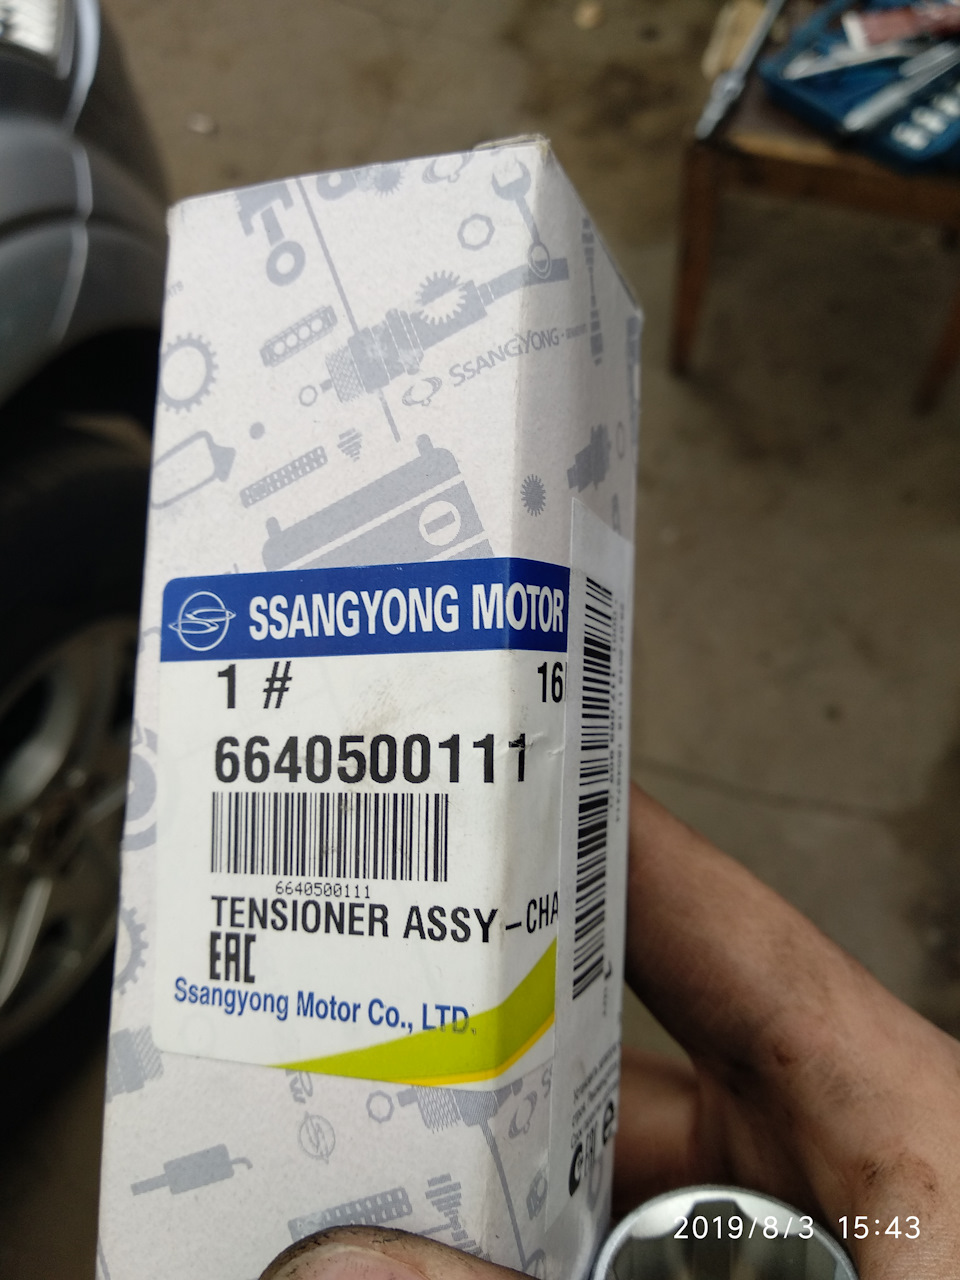 SSANGYONG
SSANGYONG MOTOR
1 # 16
6640500111
6640500111
TENSIONER ASSY-CHA
EAC
Ssangyong Motor Co., LTD.
2019/8/3 15:43